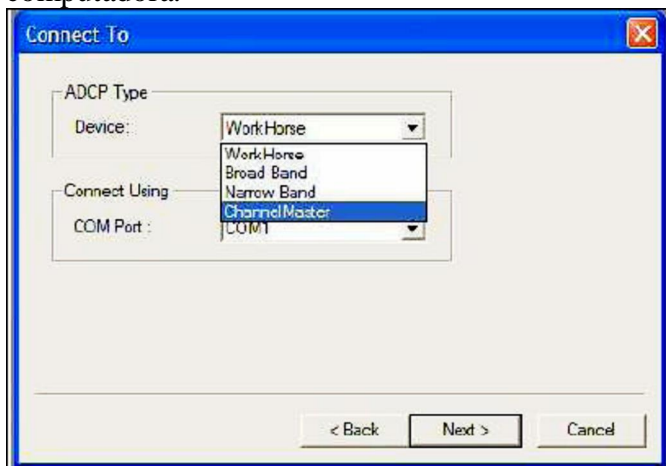 computadora.
Connect To
ADCP Type
Device:
WorkHorse
WorkHorse
Broad Band
Narrow Band
ChannelMaster
Connect Using
COM Port :
COM1
< Back
Next >
Cancel